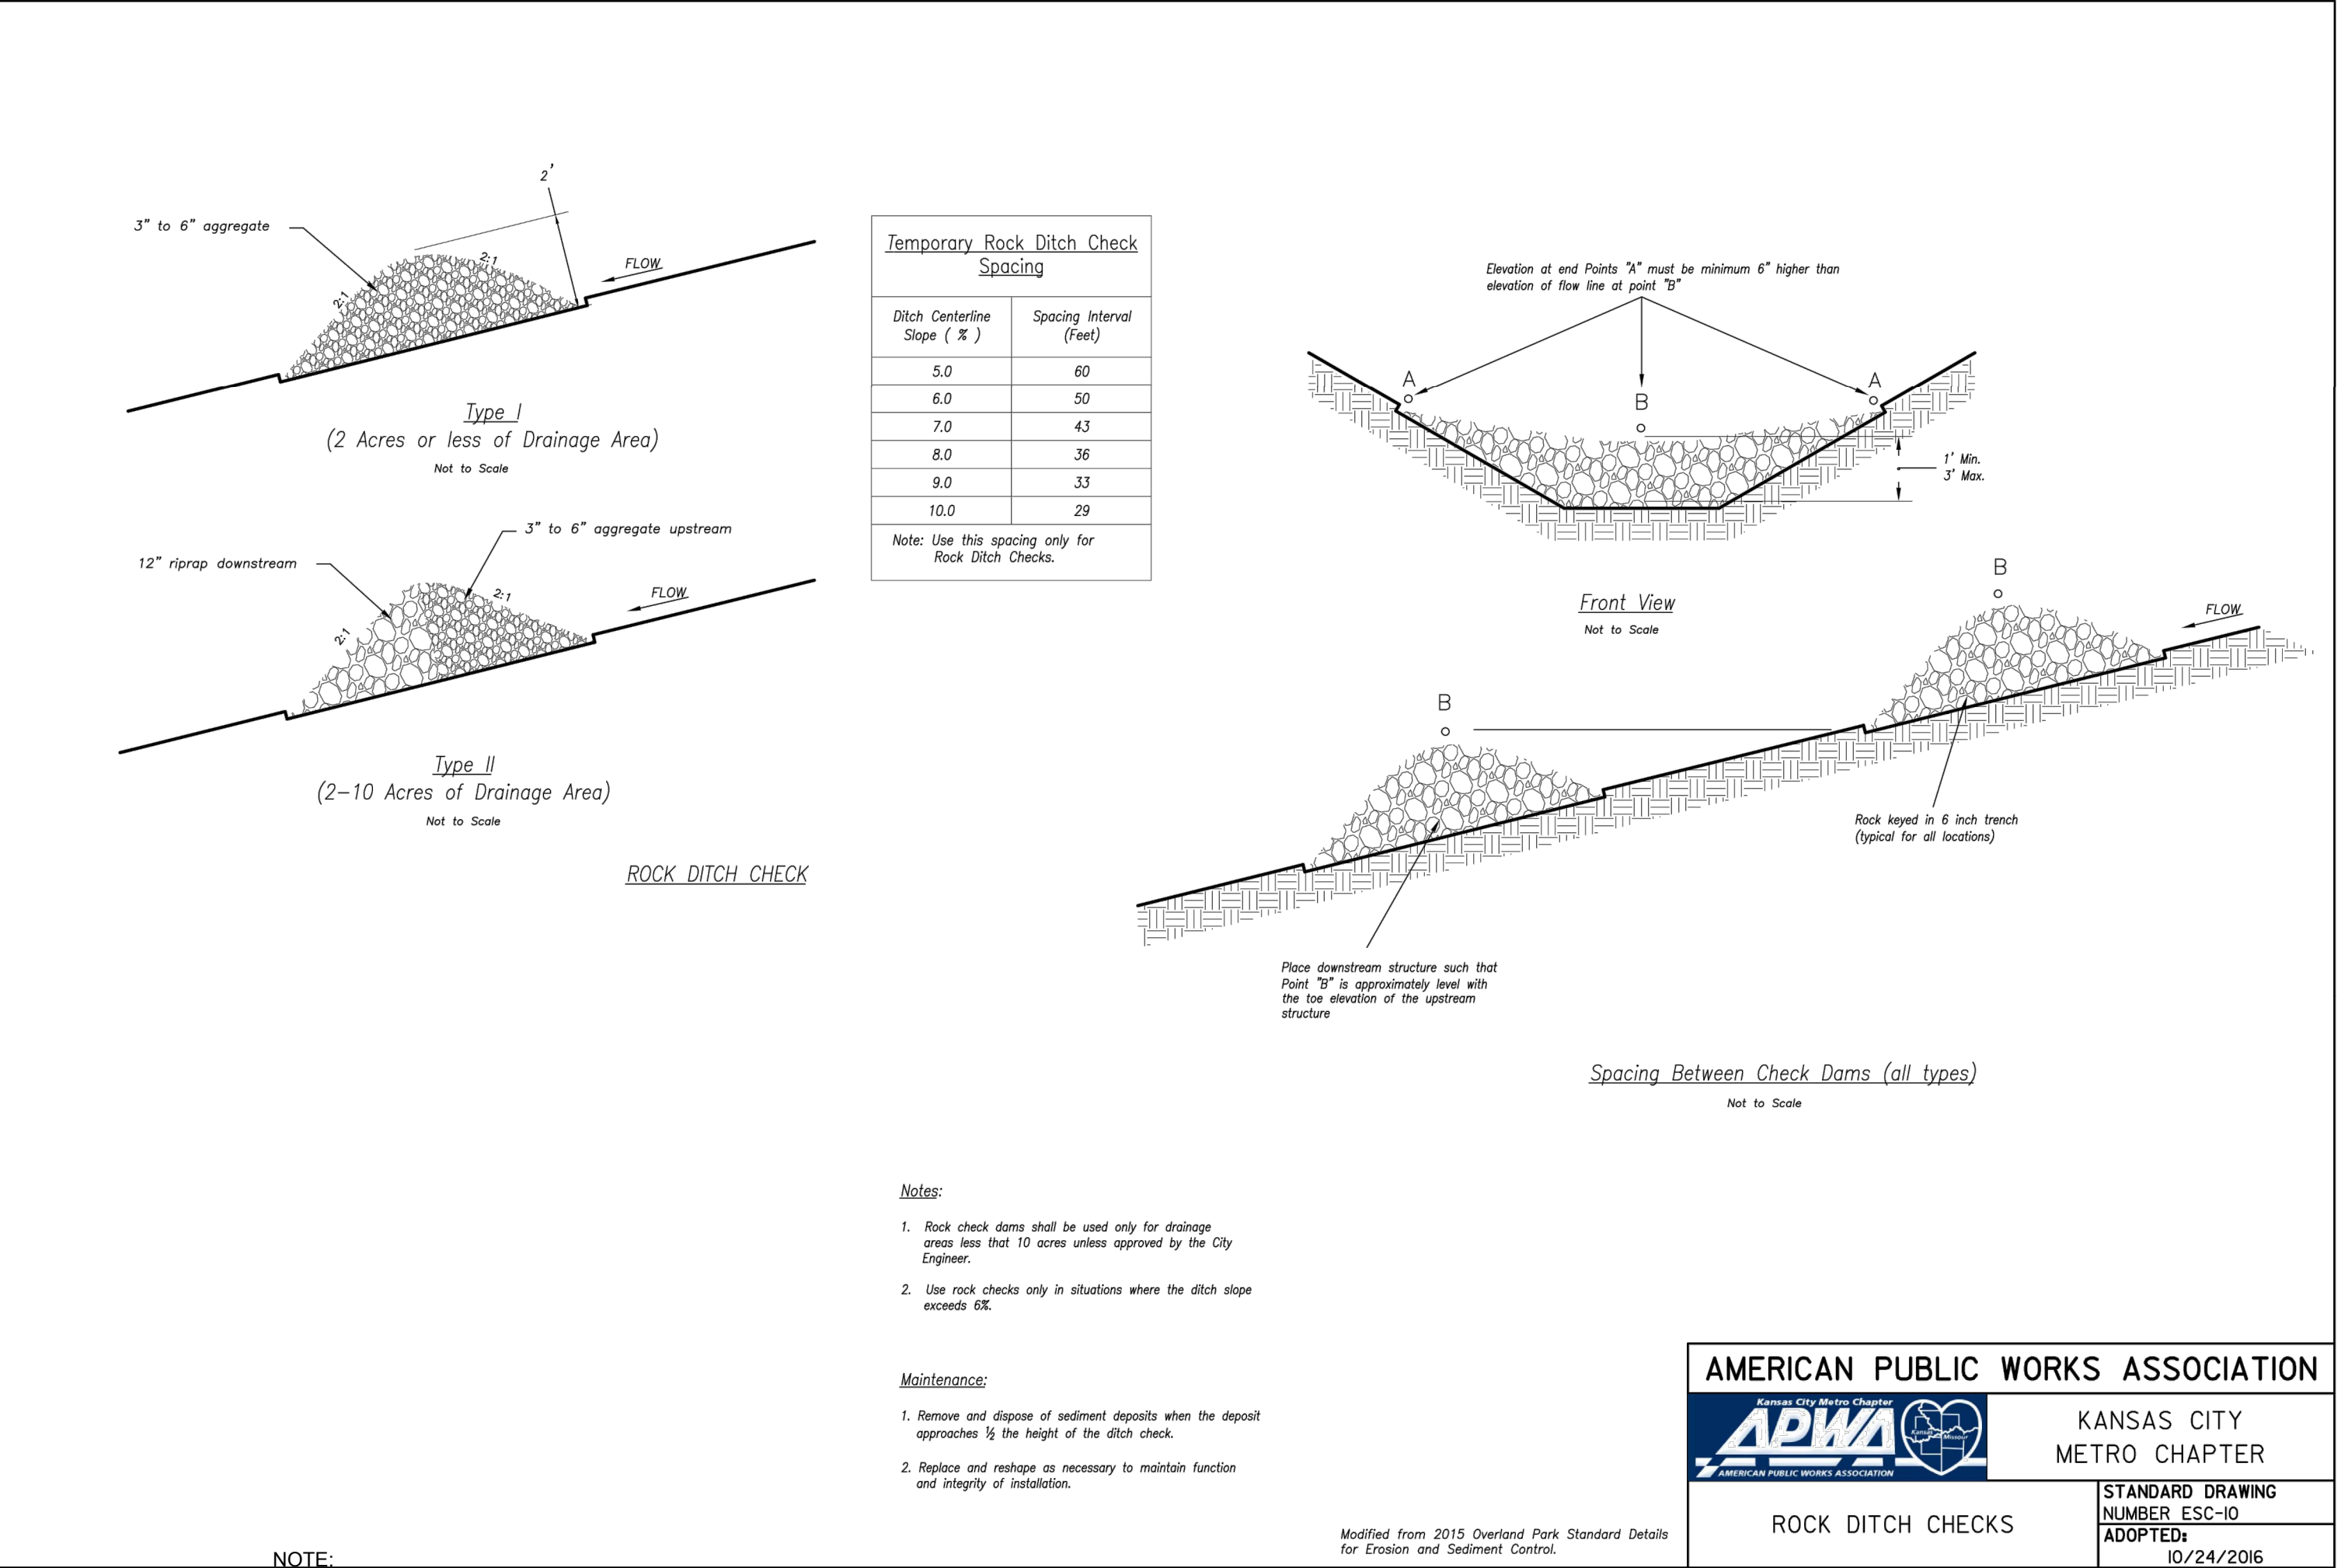 2'
3" to 6" aggregate
2:1
2:1
FLOW
Type I
(2 Acres or less of Drainage Area)
Not to Scale
3" to 6" aggregate upstream
12" riprap downstream
2:1
2:1
FLOW
Type II
(2-10 Acres of Drainage Area)
Not to Scale
ROCK DITCH CHECK
Temporary Rock Ditch Check
Spacing
Ditch Centerline
Slope ( % )
Spacing Interval
(Feet)
5.0 60
6.0 50
7.0 43
8.0 36
9.0 33
10.0 29
Note: Use this spacing only for
Rock Ditch Checks.
Elevation at end Points "A" must be minimum 6" higher than
elevation of flow line at point "B"
A
B
A
1' Min.
3' Max.
Front View
Not to Scale
B
FLOW
B
Rock keyed in 6 inch trench
(typical for all locations)
Place downstream structure such that
Point "B" is approximately level with
the toe elevation of the upstream
structure
Spacing Between Check Dams (all types)
Not to Scale
Notes:
1. Rock check dams shall be used only for drainage
areas less that 10 acres unless approved by the City
Engineer.
2. Use rock checks only in situations where the ditch slope
exceeds 6%.
Maintenance:
1. Remove and dispose of sediment deposits when the deposit
approaches ½ the height of the ditch check.
2. Replace and reshape as necessary to maintain function
and integrity of installation.
Modified from 2015 Overland Park Standard Details
for Erosion and Sediment Control.
NOTE:
AMERICAN PUBLIC WORKS ASSOCIATION
Kansas City Metro Chapter
APWA
Kansas
Missouri
AMERICAN PUBLIC WORKS ASSOCIATION
KANSAS CITY
METRO CHAPTER
ROCK DITCH CHECKS
STANDARD DRAWING
NUMBER ESC-10
ADOPTED:
10/24/2016